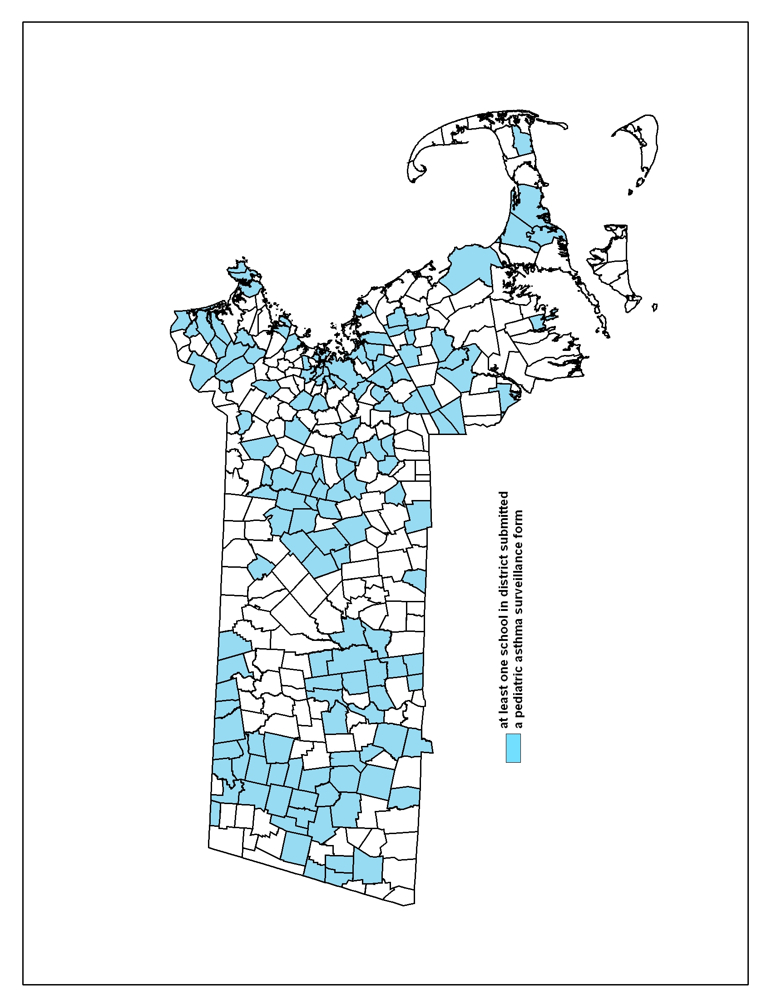 at least one school in district submitted
a pediatric asthma surveillance form